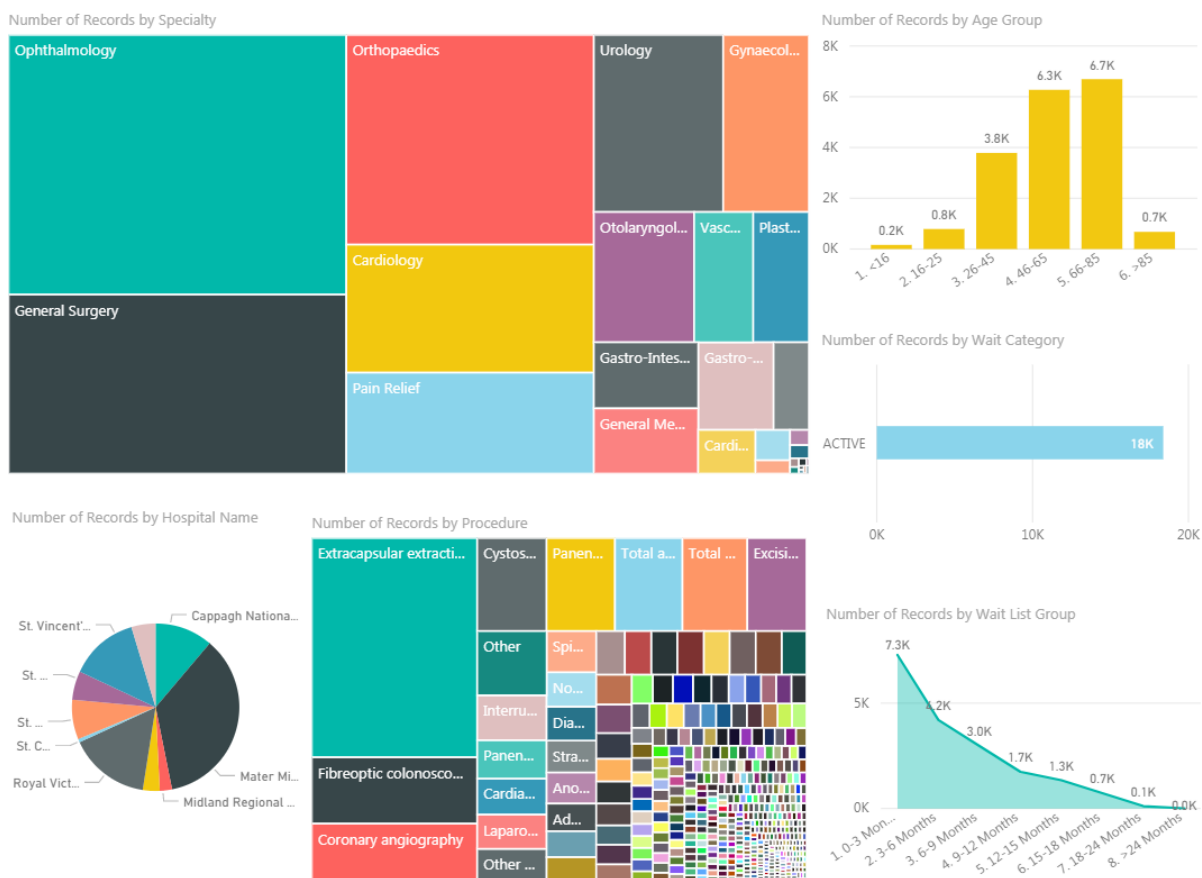 Number of Records by Specialty
Ophthalmology
Orthopaedics
Urology
Gynaecol...
General Surgery
Cardiology
Pain Relief
Otolaryngol...
Vasc...
Plast...
Gastro-Intes...
Gastro-...
General Me...
Cardi...
Number of Records by Age Group
8K
6K
4K
2K
0K
0.2K
0.8K
3.8K
6.3K
6.7K
0.7K
1. <16
2. 16-25
3. 26-45
4. 46-65
5. 66-85
6. >85
Number of Records by Wait Category
ACTIVE
18K
0K
10K
20K
Number of Records by Hospital Name
Cappagh Nationa...
Mater Mi...
Midland Regional ...
Royal Vict...
St. C...
St. ...
St. ...
St. Vincent'...
Number of Records by Procedure
Extracapsular extracti...
Fibreoptic colonosco...
Coronary angiography
Cystos...
Other
Interru...
Panen...
Cardia...
Laparo...
Other ...
Panen...
Total a...
Total ...
Excisi...
Spi...
No...
Dia...
Stra...
Ano...
Ad...
Number of Records by Wait List Group
5K
0K
7.3K
4.2K
3.0K
1.7K
1.3K
0.7K
0.1K
0.0K
1. 0-3 Mon...
2. 3-6 Months
3. 6-9 Months
4. 9-12 Months
5. 12-15 Months
6. 15-18 Months
7. 18-24 Months
8. >24 Months